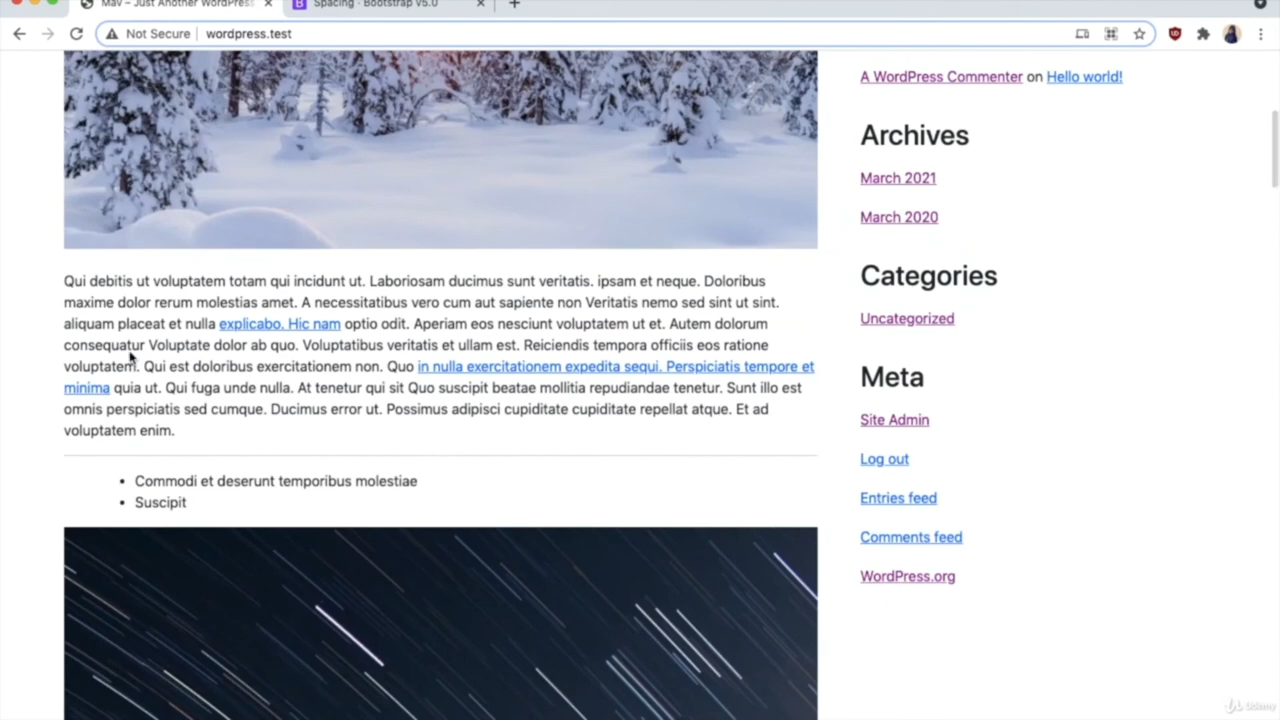 Mav – Just Another WordPress
Spacing · Bootstrap v5.0
Not Secure | wordpress.test
A WordPress Commenter on Hello world!
Archives
March 2021
March 2020
Categories
Uncategorized
Meta
Site Admin
Log out
Entries feed
Comments feed
WordPress.org
Qui debitis ut voluptatem totam qui incidunt ut. Laboriosam ducimus sunt veritatis. ipsam et neque. Doloribus
maxime dolor rerum molestias amet. A necessitatibus vero cum aut sapiente non Veritatis nemo sed sint ut sint.
aliquam placeat et nulla explicabo. Hic nam optio odit. Aperiam eos nesciunt voluptatem ut et. Autem dolorum
consequatur Voluptate dolor ab quo. Voluptatibus veritatis et ullam est. Reiciendis tempora officiis eos ratione
voluptatem. Qui est doloribus exercitationem non. Quo in nulla exercitationem expedita sequi. Perspiciatis tempore et
minima quia ut. Qui fuga unde nulla. At tenetur qui sit Quo suscipit beatae mollitia repudiandae tenetur. Sunt illo est
omnis perspiciatis sed cumque. Ducimus error ut. Possimus adipisci cupiditate cupiditate repellat atque. Et ad
voluptatem enim.
• Commodi et deserunt temporibus molestiae
• Suscipit
Udemy